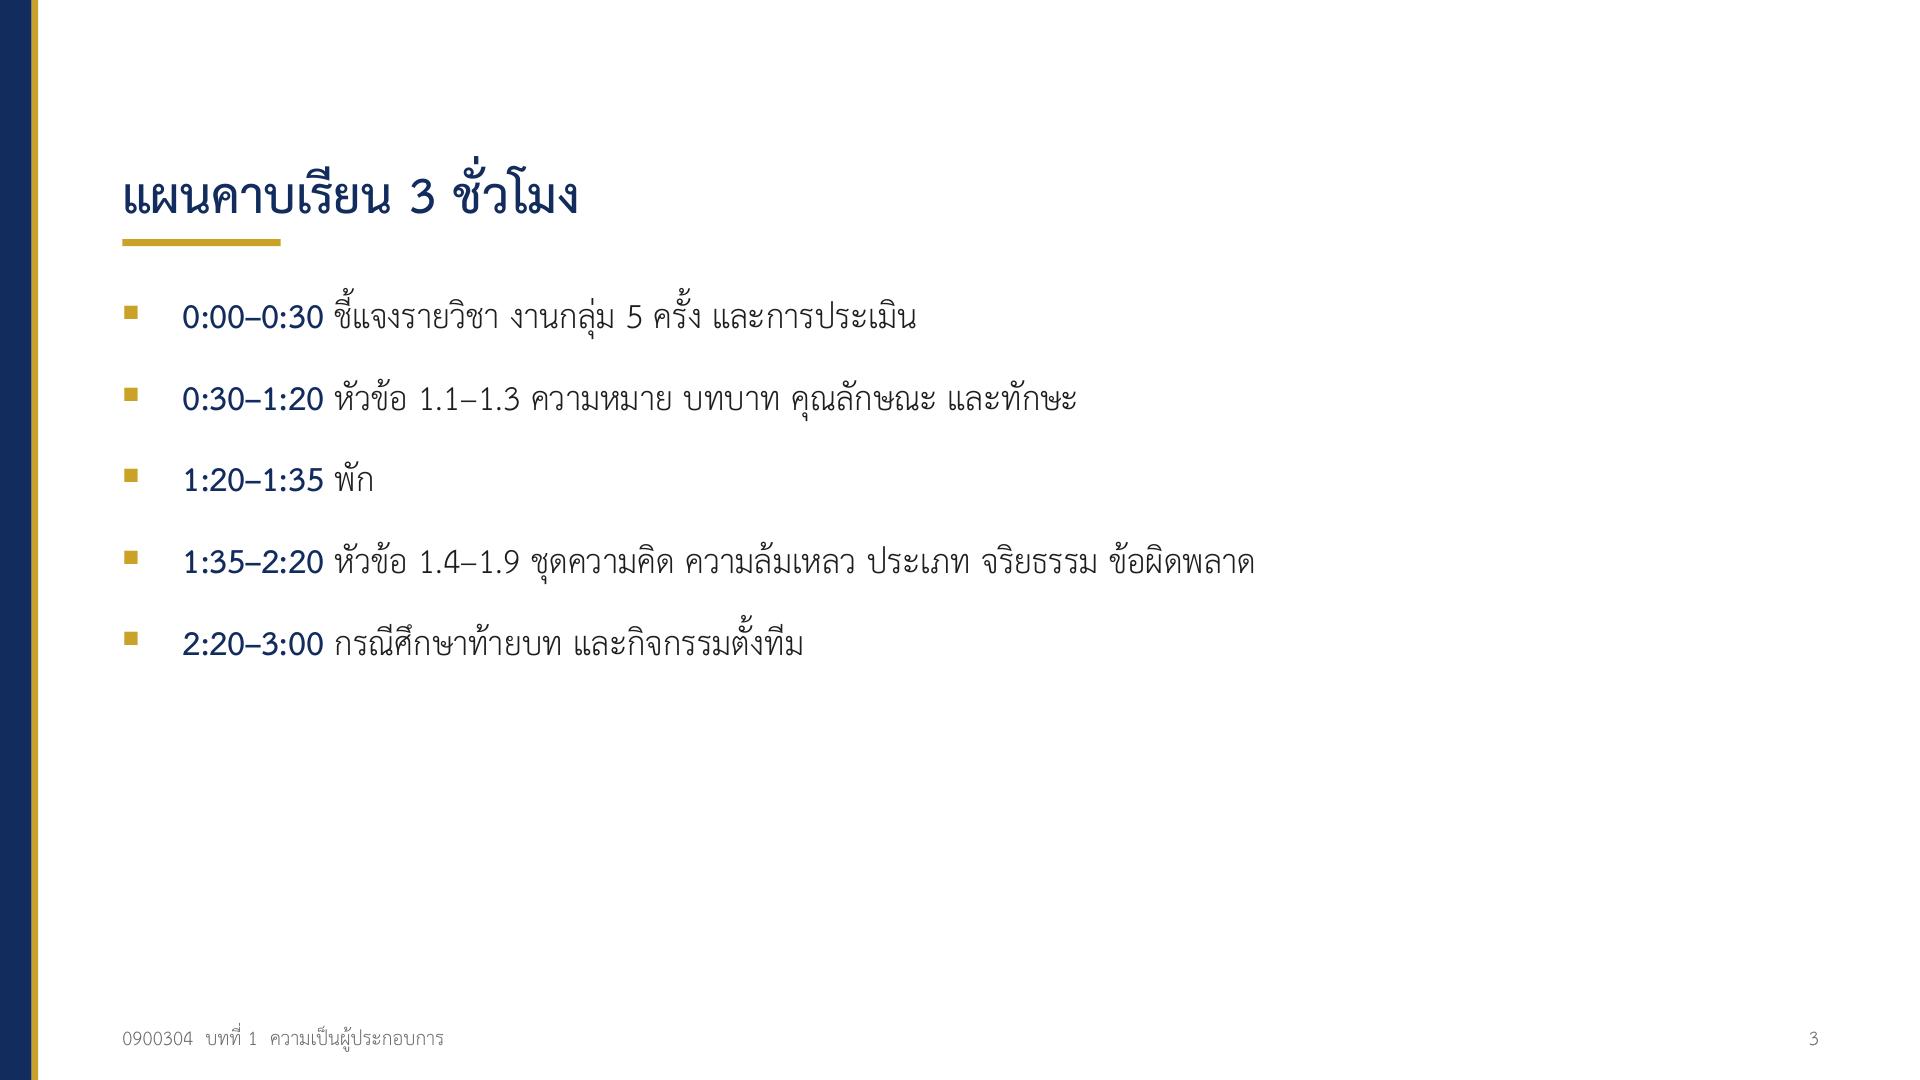 แผนคาบเรียน 3 ชั่วโมง
0:00–0:30 ชี้แจงรายวิชา งานกลุ่ม 5 ครั้ง และการประเมิน
0:30–1:20 หัวข้อ 1.1–1.3 ความหมาย บทบาท คุณลักษณะ และทักษะ
1:20–1:35 พัก
1:35–2:20 หัวข้อ 1.4–1.9 ชุดความคิด ความล้มเหลว ประเภท จริยธรรม ข้อผิดพลาด
2:20–3:00 กรณีศึกษาท้ายบท และกิจกรรมตั้งทีม
0900304 บทที่ 1 ความเป็นผู้ประกอบการ
3